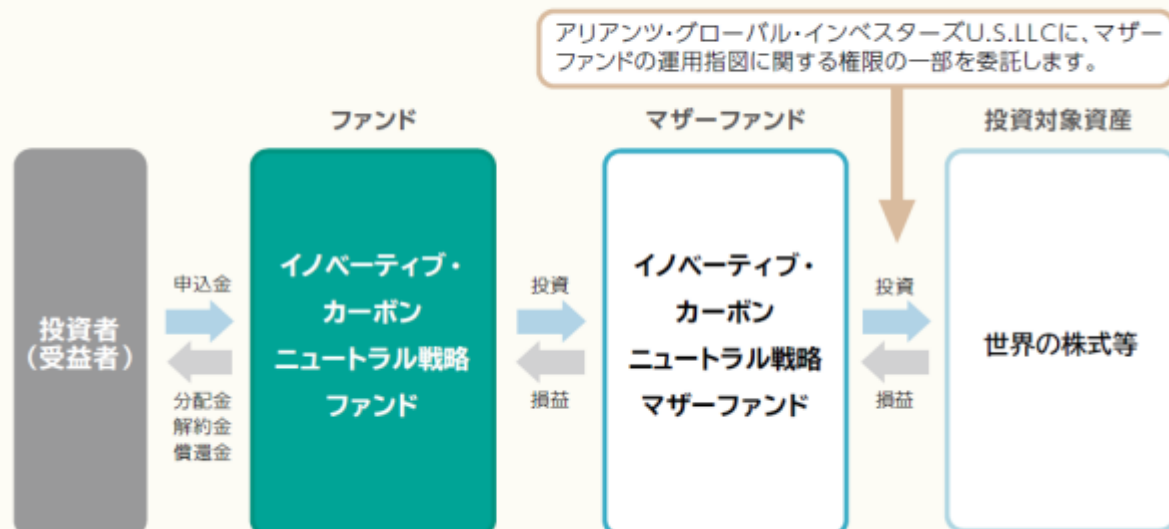 アリアンツ・グローバル・インベスターズU.S.LLCに、マザー
ファンドの運用指図に関する権限の一部を委託します。
ファンド
マザーファンド
投資対象資産
投資者
（受益者）
申込金
分配金
解約金
償還金
イノベーティブ・
カーボン
ニュートラル戦略
ファンド
投資
損益
イノベーティブ・
カーボン
ニュートラル戦略
マザーファンド
投資
損益
世界の株式等